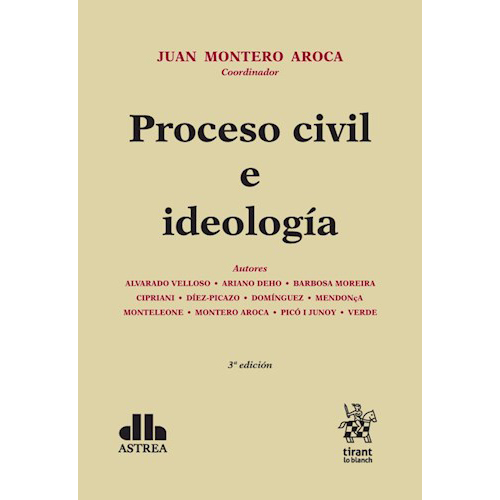 JUAN MONTERO AROCA
Coordinador
Proceso civil
e
ideología
Autores
ALVARADO VELLOSO • ARIANO DEHO • BARBOSA MOREIRA
CIPRIANI • DÍEZ-PICAZO • DOMÍNGUEZ • MENDONçA
MONTELEONE • MONTERO AROCA • PICÓ I JUNOY • VERDE
3ª edición
dh
ASTREA
tirant
lo blanch